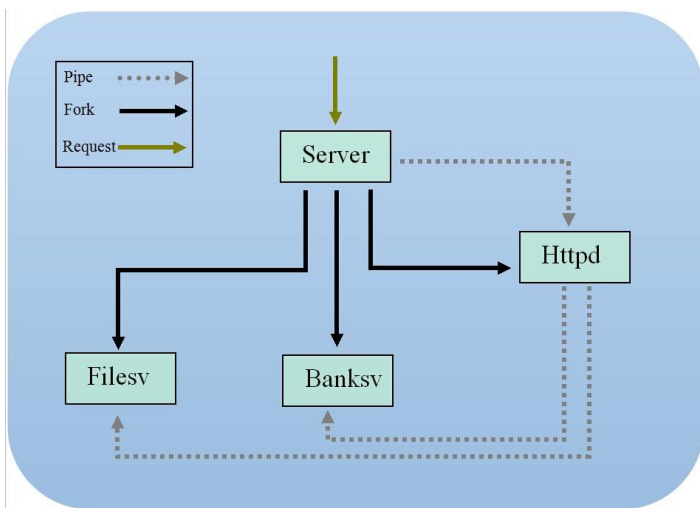 Pipe
Fork
Request
Server
Httpd
Filesv
Banksv